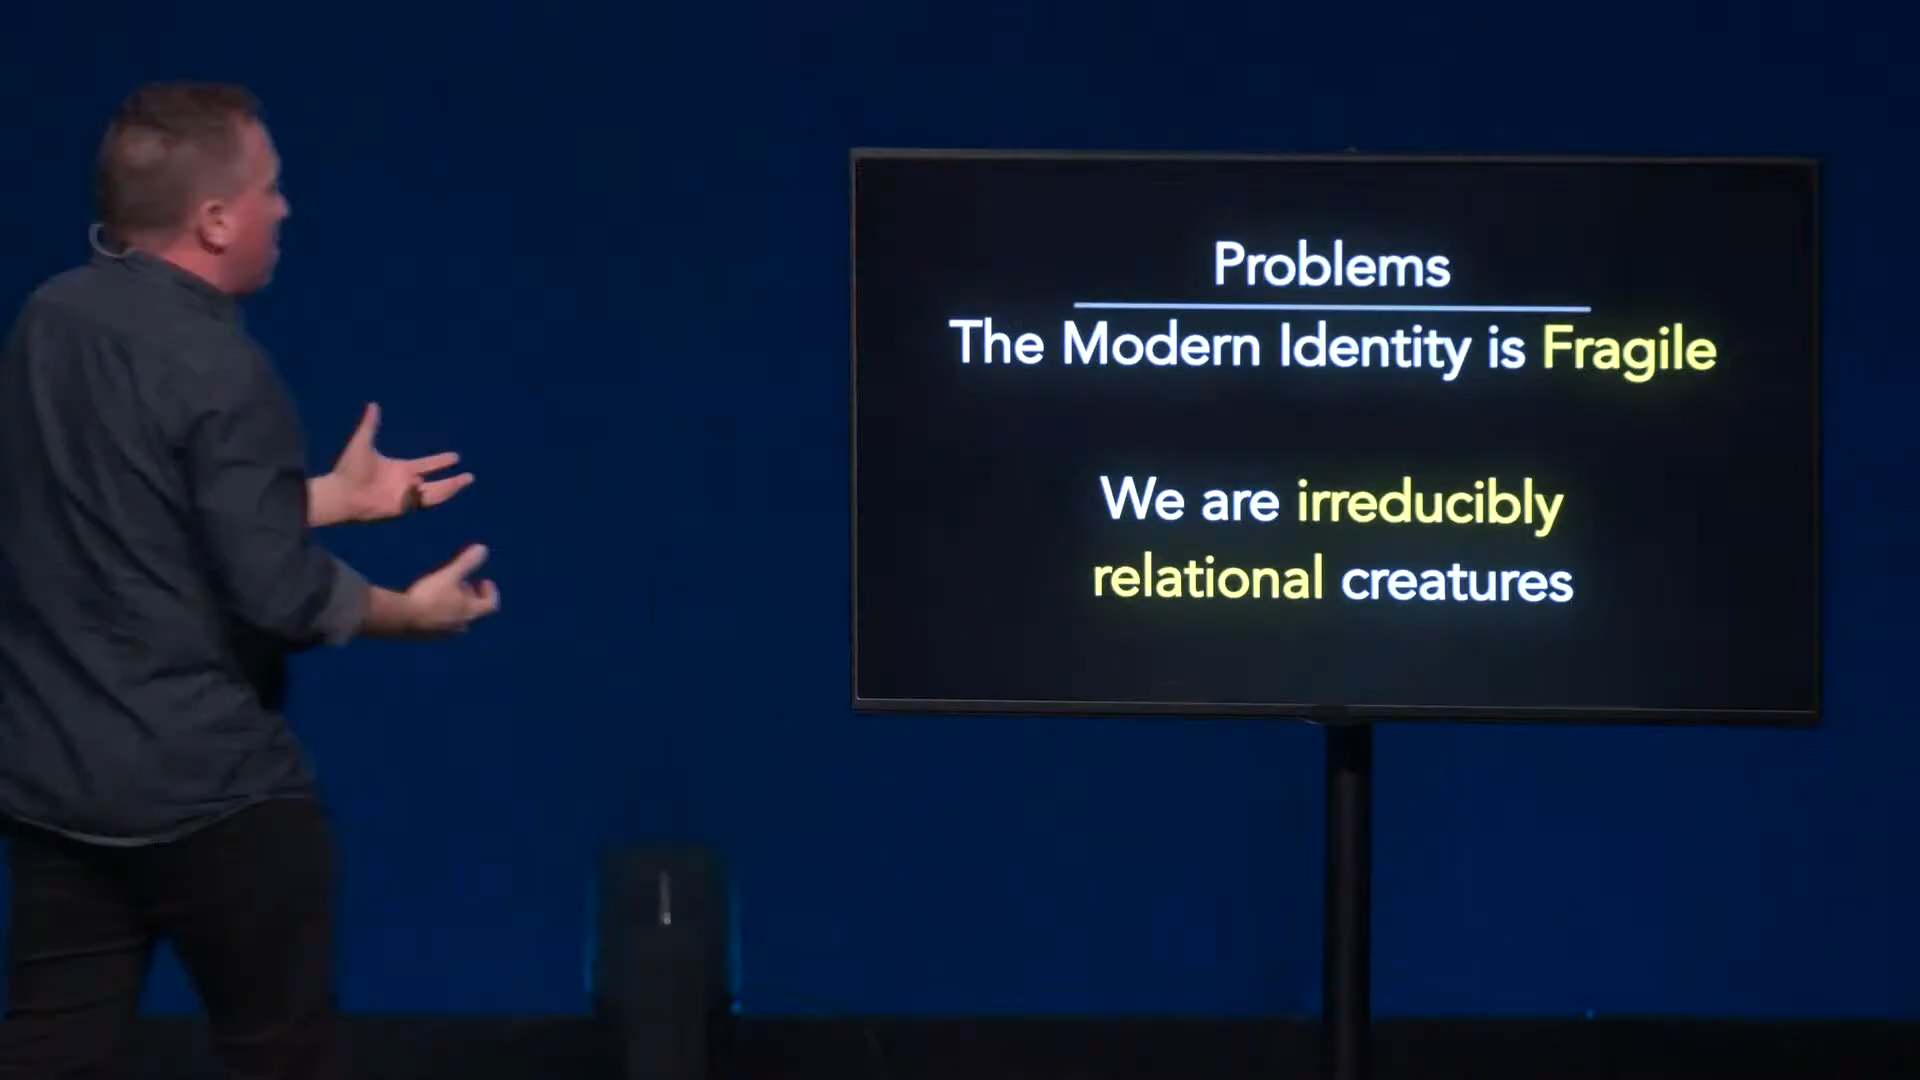 Problems
The Modern Identity is Fragile
We are irreducibly
relational creatures